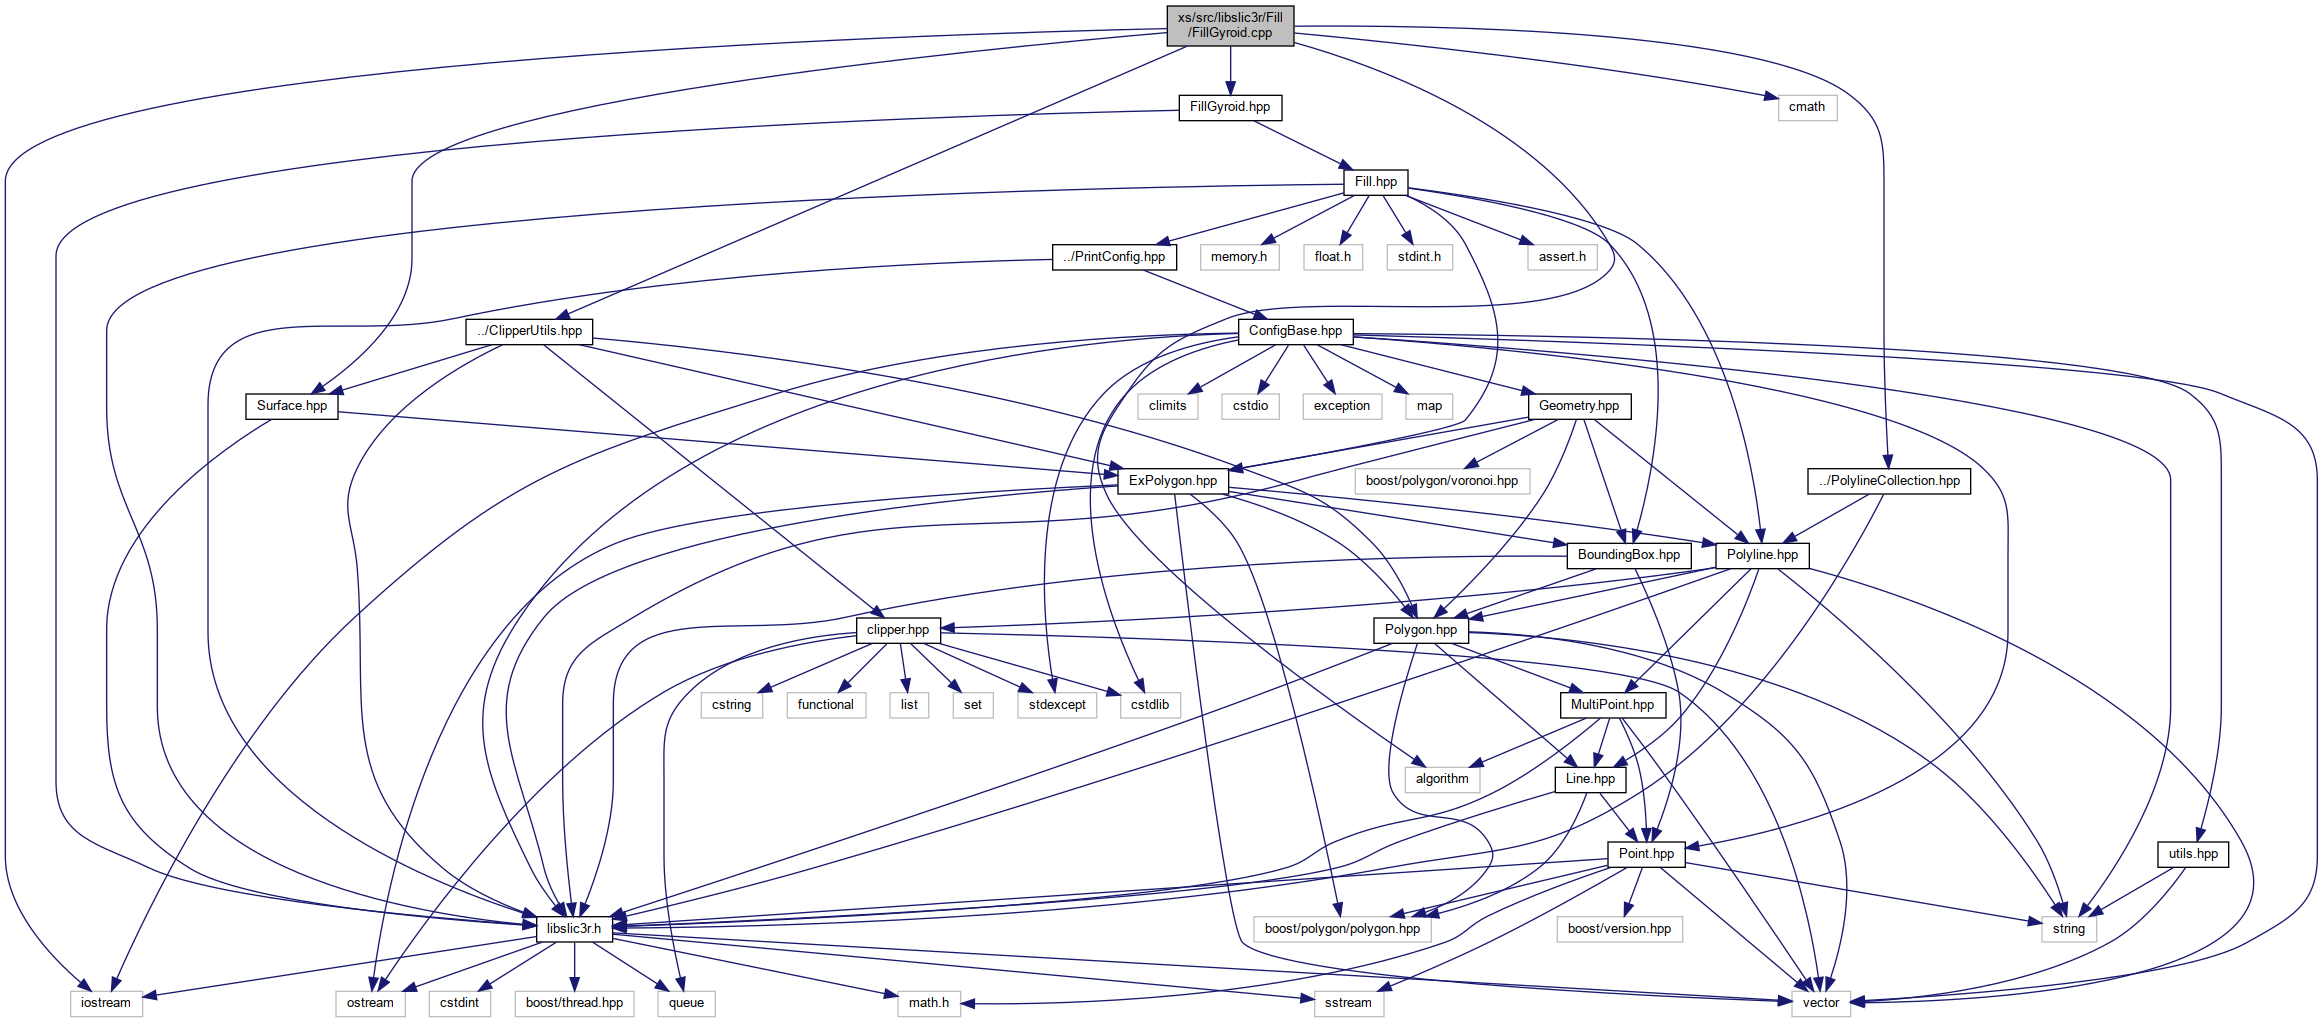 xs/src/libslic3r/Fill
/FillGyroid.cpp
FillGyroid.hpp
cmath
Fill.hpp
../PrintConfig.hpp
memory.h
float.h
stdint.h
assert.h
../ClipperUtils.hpp
ConfigBase.hpp
Surface.hpp
climits
cstdio
exception
map
Geometry.hpp
ExPolygon.hpp
boost/polygon/voronoi.hpp
../PolylineCollection.hpp
BoundingBox.hpp
Polyline.hpp
clipper.hpp
Polygon.hpp
cstring
functional
list
set
stdexcept
cstdlib
MultiPoint.hpp
algorithm
Line.hpp
Point.hpp
utils.hpp
libslic3r.h
boost/polygon/polygon.hpp
boost/version.hpp
string
iostream
ostream
cstdint
boost/thread.hpp
queue
math.h
sstream
vector